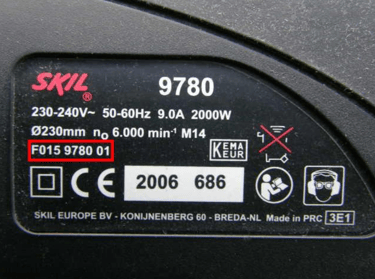 SKIL®
9780
230-240V~ 50-60Hz 9.0A 2000W
Ø230mm no 6.000 min-1 M14
F015 9780 01
KEMA
KEUR
CE 2006 686
SKIL EUROPE BV - KONIJNENBERG 60 - BREDA-NL Made in PRC 3E1